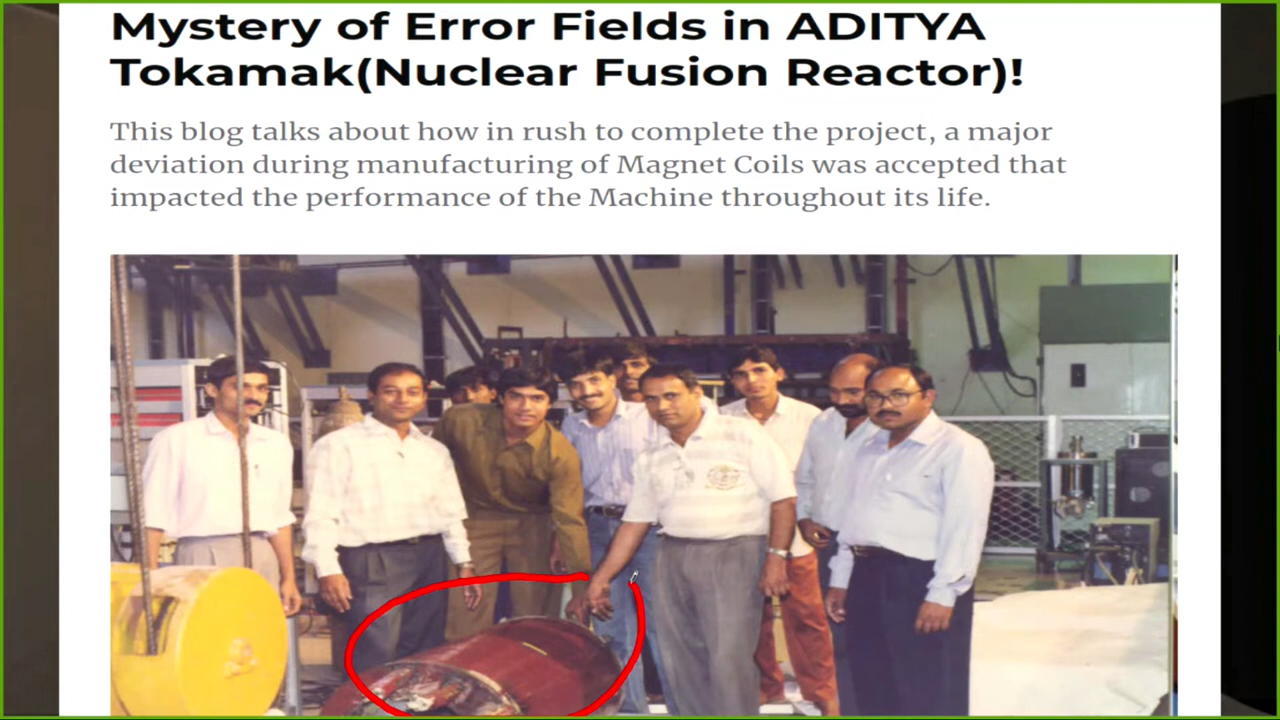 Mystery of Error Fields in ADITYA
Tokamak(Nuclear Fusion Reactor)!
This blog talks about how in rush to complete the project, a major
deviation during manufacturing of Magnet Coils was accepted that
impacted the performance of the Machine throughout its life.